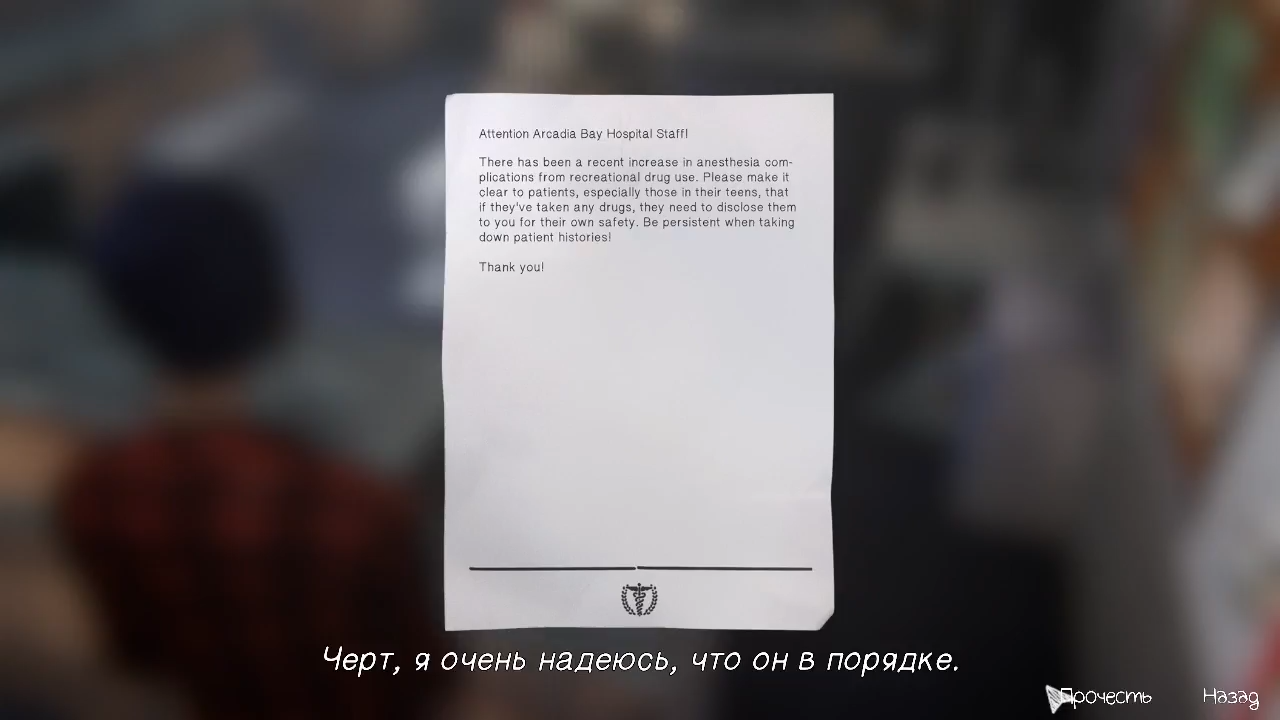 Attention Arcadia Bay Hospital Staff!
There has been a recent increase in anesthesia com-
plications from recreational drug use. Please make it
clear to patients, especially those in their teens, that
if they've taken any drugs, they need to disclose them
to you for their own safety. Be persistent when taking
down patient histories!
Thank you!
Черт, я очень надеюсь, что он в порядке.
Прочесть Назад